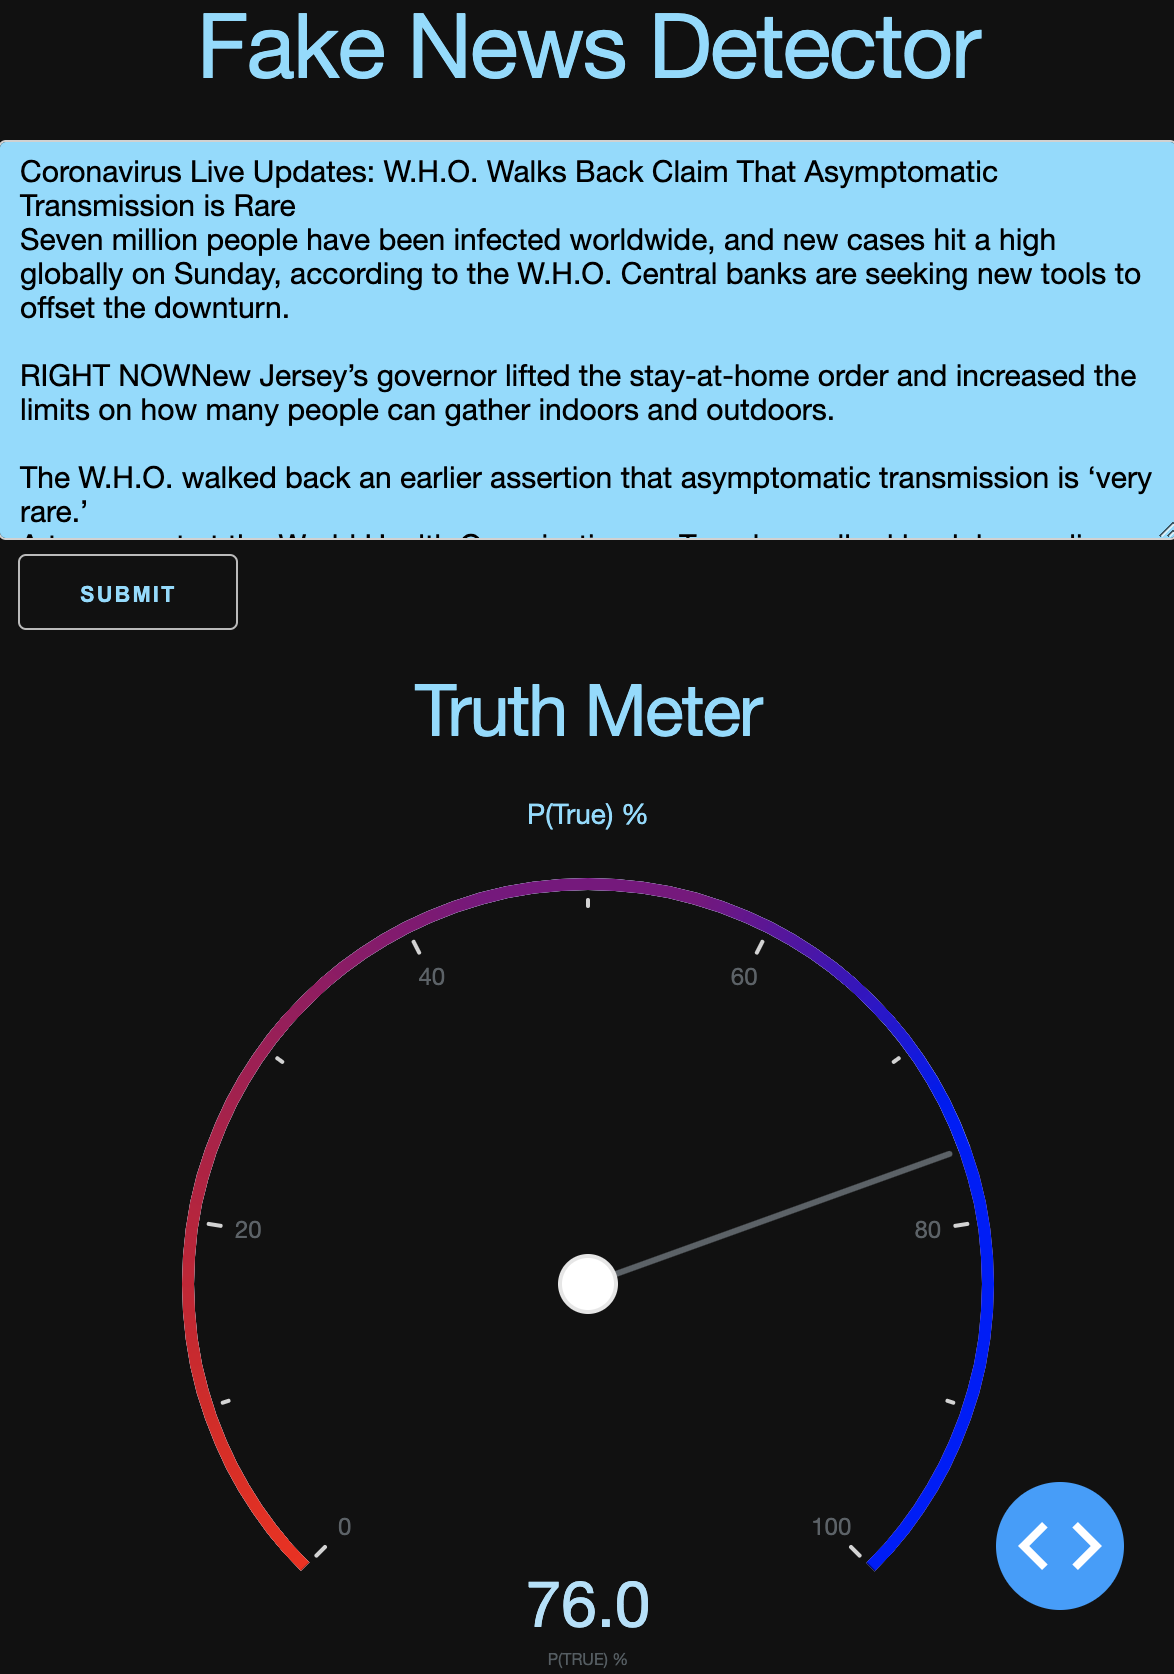 Fake News Detector
Coronavirus Live Updates: W.H.O. Walks Back Claim That Asymptomatic
Transmission is Rare
Seven million people have been infected worldwide, and new cases hit a high
globally on Sunday, according to the W.H.O. Central banks are seeking new tools to
offset the downturn.
RIGHT NOWNew Jersey’s governor lifted the stay-at-home order and increased the
limits on how many people can gather indoors and outdoors.
The W.H.O. walked back an earlier assertion that asymptomatic transmission is ‘very
rare.’
SUBMIT
Truth Meter
P(True) %
40
60
20
80
0
100
76.0
P(TRUE) %